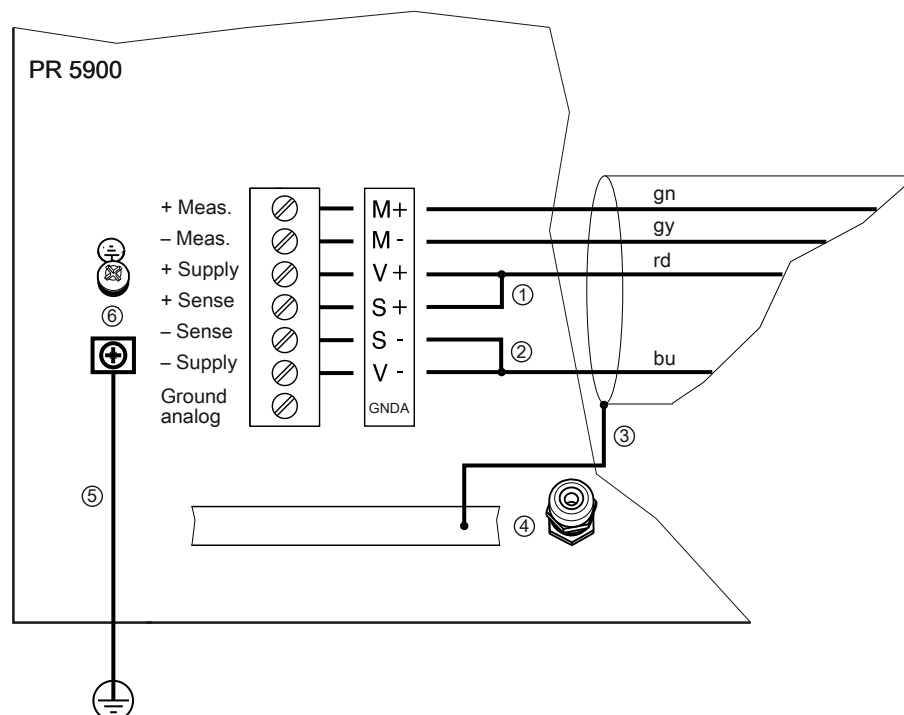 PR 5900
+ Meas.
– Meas.
+ Supply
+ Sense
– Sense
– Supply
Ground
analog
M+
M -
V +
S +
S -
V -
GNDA
gn
gy
rd
bu
①
②
③
④
⑤
⑥